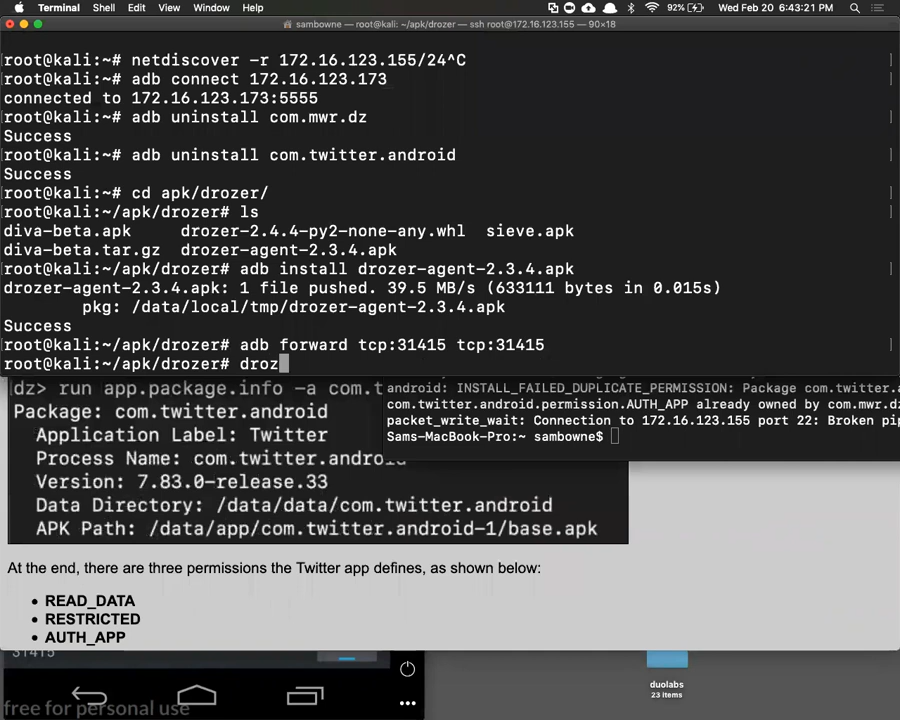 Terminal Shell Edit View Window Help 92% Wed Feb 20 6:43:21 PM
sambowne — root@kali: ~/apk/drozer — ssh root@172.16.123.155 — 90×18
root@kali:~# netdiscover -r 172.16.123.155/24^C
root@kali:~# adb connect 172.16.123.173
connected to 172.16.123.173:5555
root@kali:~# adb uninstall com.mwr.dz
Success
root@kali:~# adb uninstall com.twitter.android
Success
root@kali:~# cd apk/drozer/
root@kali:~/apk/drozer# ls
diva-beta.apk drozer-2.4.4-py2-none-any.whl sieve.apk
diva-beta.tar.gz drozer-agent-2.3.4.apk
root@kali:~/apk/drozer# adb install drozer-agent-2.3.4.apk
drozer-agent-2.3.4.apk: 1 file pushed. 39.5 MB/s (633111 bytes in 0.015s)
pkg: /data/local/tmp/drozer-agent-2.3.4.apk
Success
root@kali:~/apk/drozer# adb forward tcp:31415 tcp:31415
root@kali:~/apk/drozer# droz
dz> run app.package.info -a com.t
Package: com.twitter.android
Application Label: Twitter
Process Name: com.twitter.android
Version: 7.83.0-release.33
Data Directory: /data/data/com.twitter.android
APK Path: /data/app/com.twitter.android-1/base.apk
android: INSTALL_FAILED_DUPLICATE_PERMISSION: Package com.twitter.a
com.twitter.android.permission.AUTH_APP already owned by com.mwr.dz
packet_write_wait: Connection to 172.16.123.155 port 22: Broken pip
Sams-MacBook-Pro:~ sambowne$
At the end, there are three permissions the Twitter app defines, as shown below:
• READ_DATA
• RESTRICTED
• AUTH_APP
31415
free for personal use
duolabs
23 items